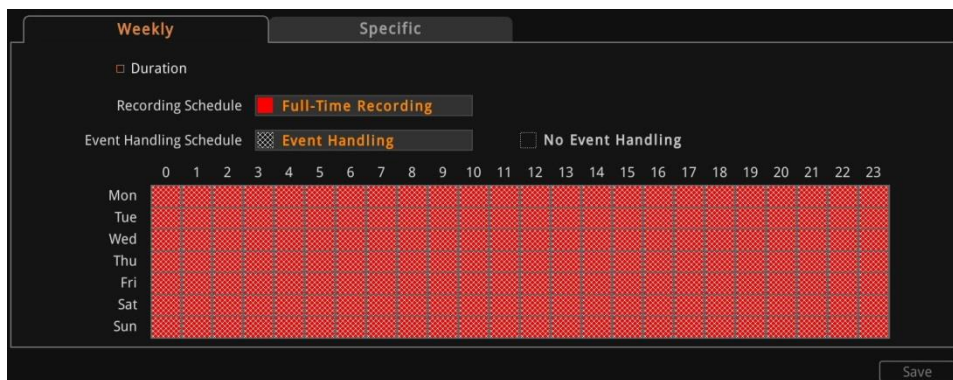 Weekly Specific
Duration
Recording Schedule Full-Time Recording
Event Handling Schedule Event Handling No Event Handling
0 1 2 3 4 5 6 7 8 9 10 11 12 13 14 15 16 17 18 19 20 21 22 23
Mon
Tue
Wed
Thu
Fri
Sat
Sun
Save